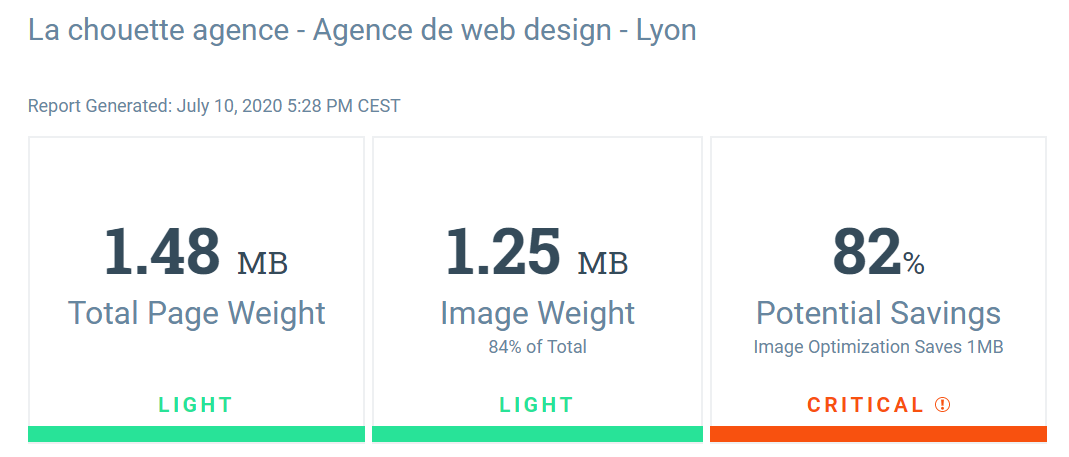 La chouette agence - Agence de web design - Lyon
Report Generated: July 10, 2020 5:28 PM CEST
1.48 MB
Total Page Weight
LIGHT
1.25 MB
Image Weight
84% of Total
LIGHT
82%
Potential Savings
Image Optimization Saves 1MB
CRITICAL